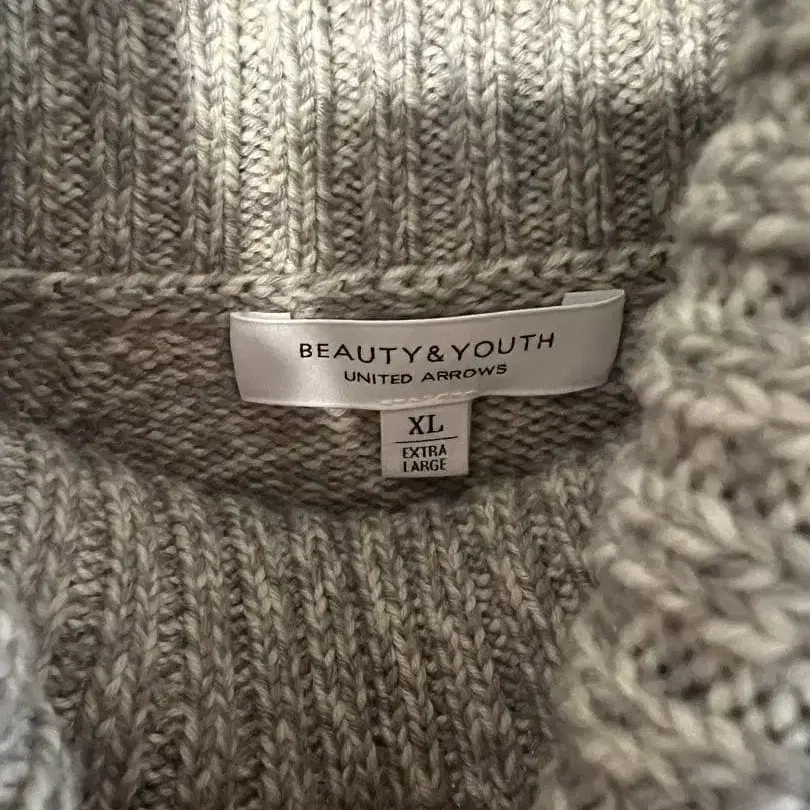 BEAUTY&YOUTH
UNITED ARROWS
XL
EXTRA
LARGE